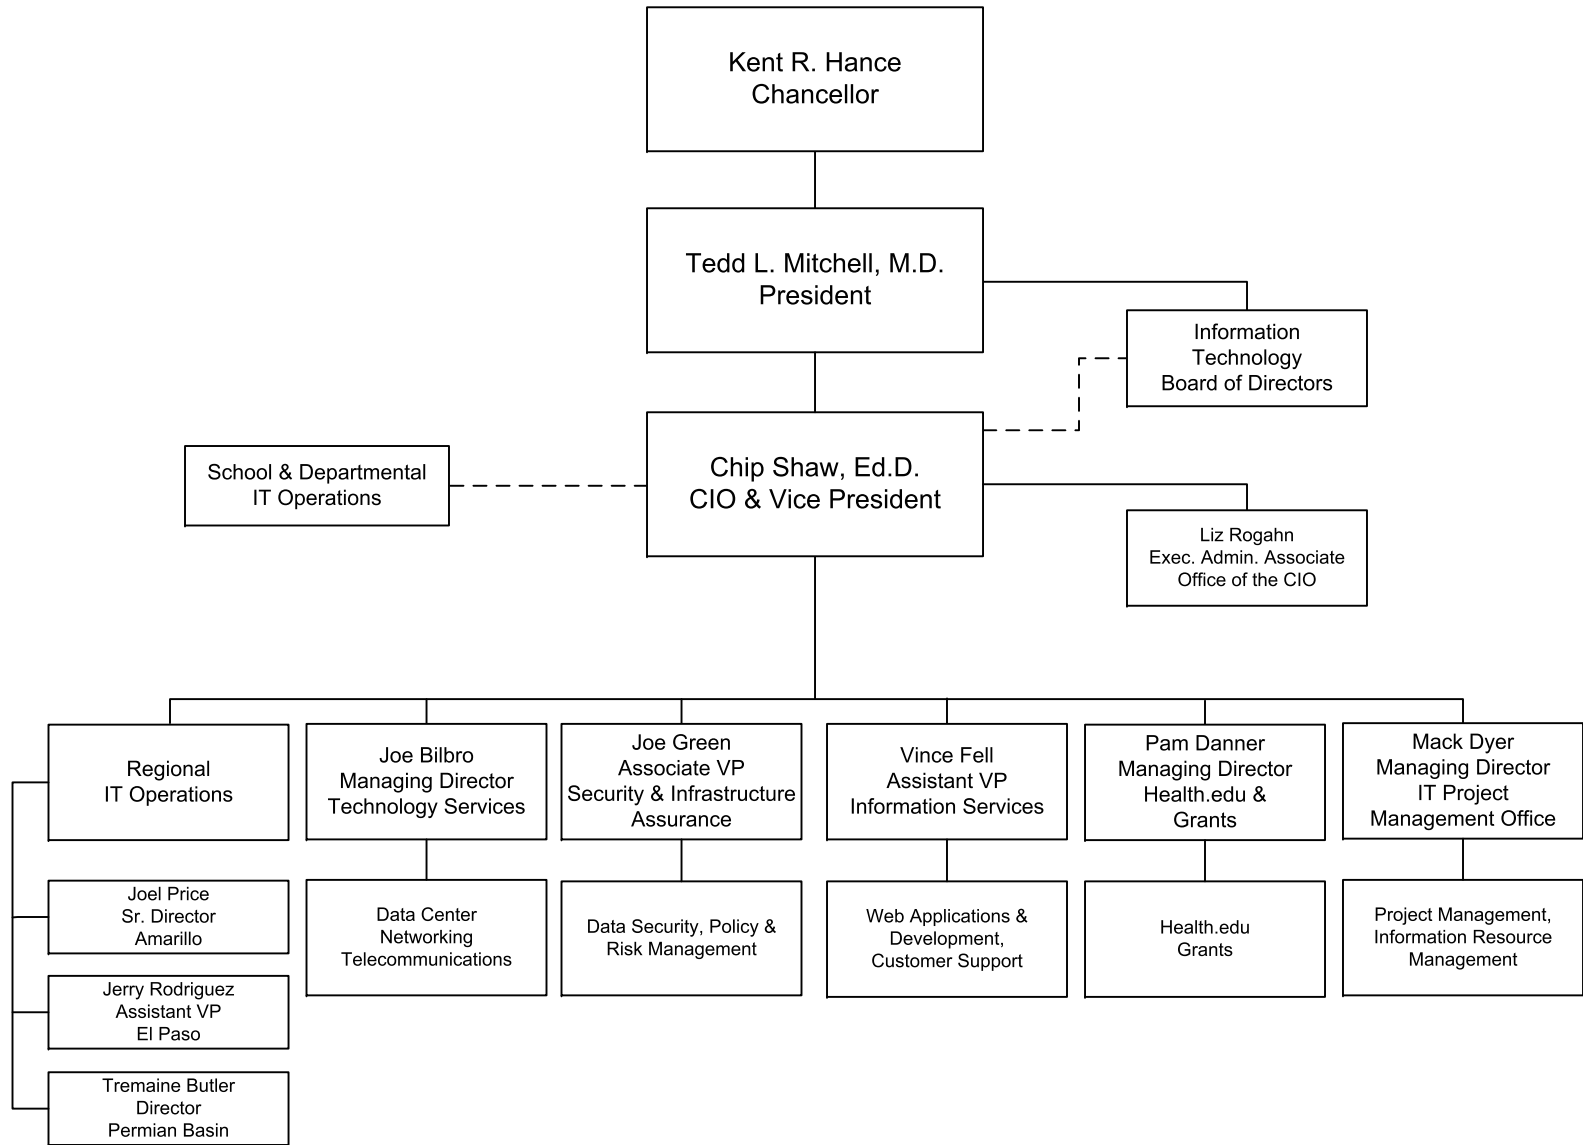 Kent R. Hance
Chancellor
Tedd L. Mitchell, M.D.
President
Information
Technology
Board of Directors
School & Departmental
IT Operations
Chip Shaw, Ed.D.
CIO & Vice President
Liz Rogahn
Exec. Admin. Associate
Office of the CIO
Regional
IT Operations
Joe Bilbro
Managing Director
Technology Services
Joe Green
Associate VP
Security & Infrastructure
Assurance
Vince Fell
Assistant VP
Information Services
Pam Danner
Managing Director
Health.edu &
Grants
Mack Dyer
Managing Director
IT Project
Management Office
Joel Price
Sr. Director
Amarillo
Data Center
Networking
Telecommunications
Data Security, Policy &
Risk Management
Web Applications &
Development,
Customer Support
Health.edu
Grants
Project Management,
Information Resource
Management
Jerry Rodriguez
Assistant VP
El Paso
Tremaine Butler
Director
Permian Basin